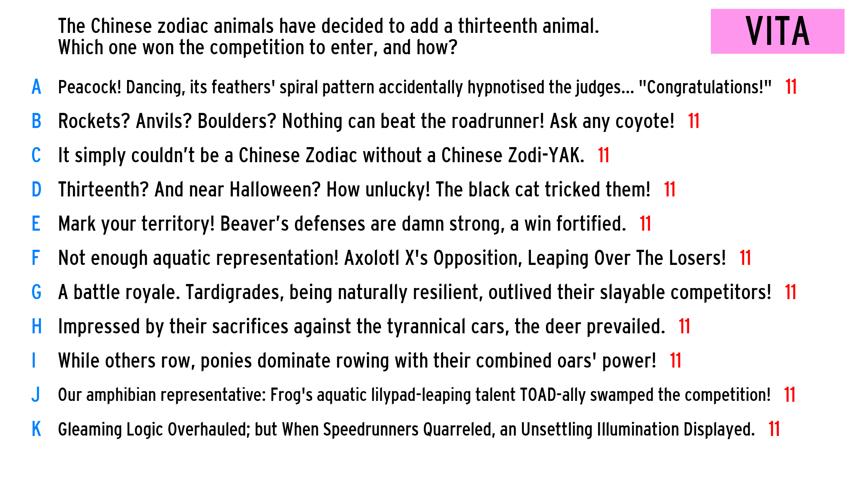 The Chinese zodiac animals have decided to add a thirteenth animal.
Which one won the competition to enter, and how?
VITA
A Peacock! Dancing, its feathers' spiral pattern accidentally hypnotised the judges... "Congratulations!" 11
B Rockets? Anvils? Boulders? Nothing can beat the roadrunner! Ask any coyote! 11
C It simply couldn't be a Chinese Zodiac without a Chinese Zodi-YAK. 11
D Thirteenth? And near Halloween? How unlucky! The black cat tricked them! 11
E Mark your territory! Beaver's defenses are damn strong, a win fortified. 11
F Not enough aquatic representation! Axolotl X's Opposition, Leaping Over The Losers! 11
G A battle royale. Tardigrades, being naturally resilient, outlived their slayable competitors! 11
H Impressed by their sacrifices against the tyrannical cars, the deer prevailed. 11
I While others row, ponies dominate rowing with their combined oars' power! 11
J Our amphibian representative: Frog's aquatic lilypad-leaping talent TOAD-ally swamped the competition! 11
K Gleaming Logic Overhauled; but When Speedrunners Quarreled, an Unsettling Illumination Displayed. 11